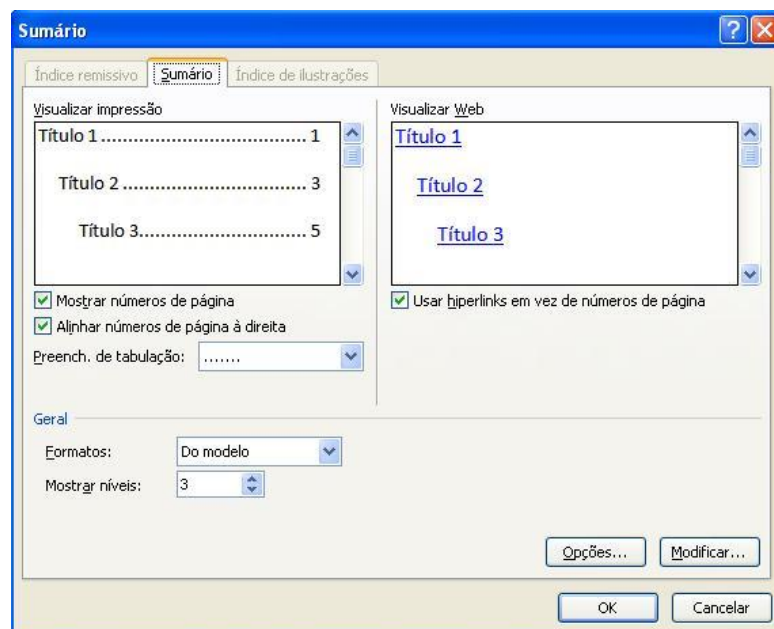 Sumário
Índice remissivo Sumário Índice de ilustrações
Visualizar impressão
Título 1........................................ 1
Título 2 .................................... 3
Título 3................................. 5
Mostrar números de página
Alinhar números de página à direita
Preench. de tabulação: .......
Visualizar Web
Título 1
Título 2
Título 3
Usar hiperlinks em vez de números de página
Geral
Formatos: Do modelo
Mostrar níveis: 3
Opções... Modificar...
OK Cancelar